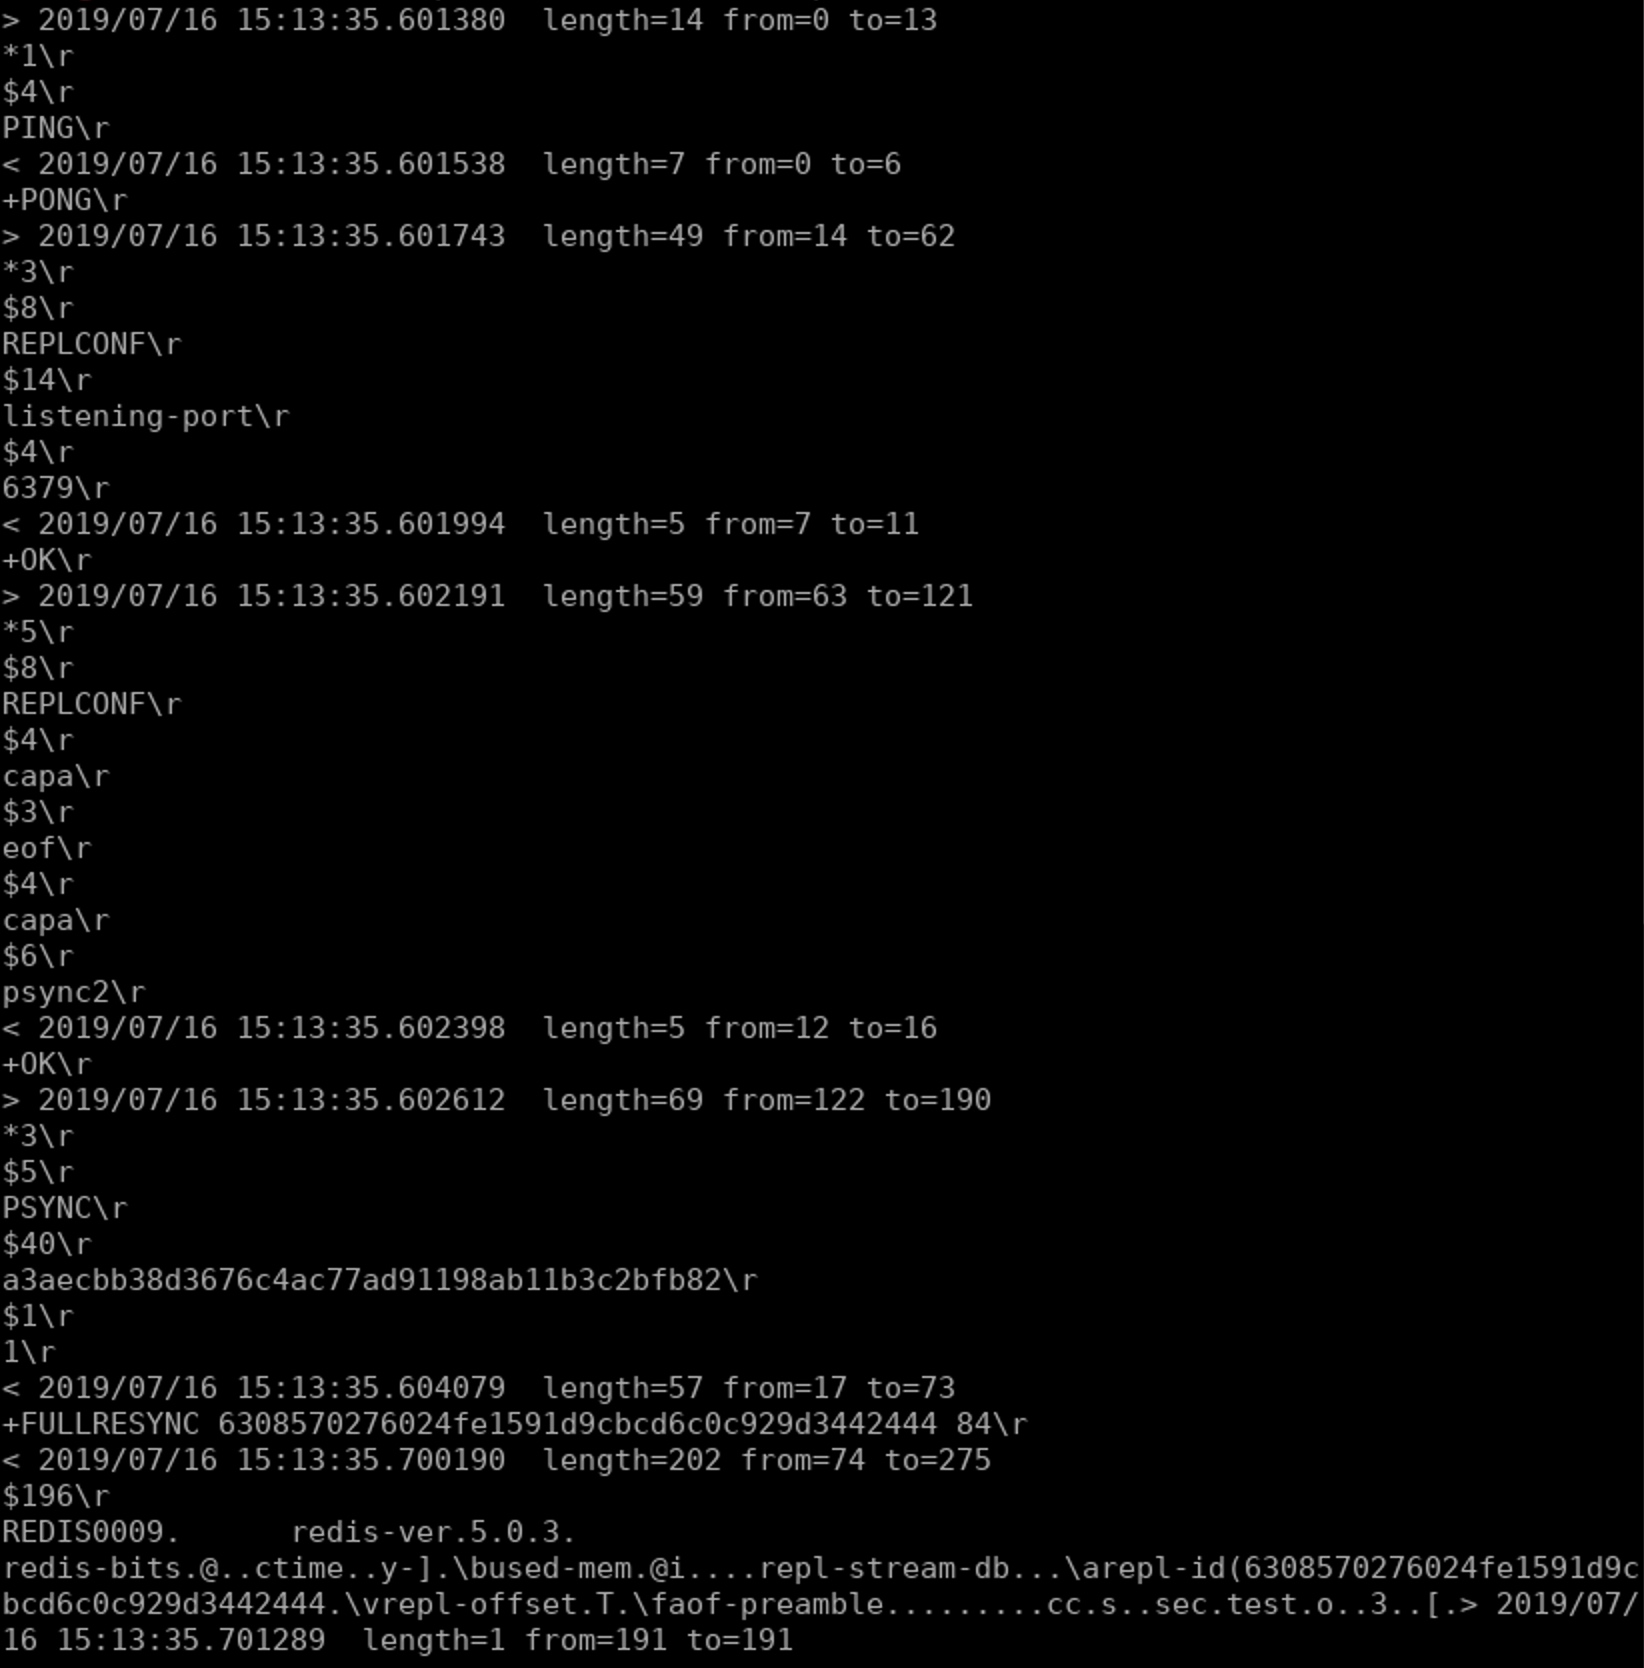 > 2019/07/16 15:13:35.601380  length=14 from=0 to=13
*1\r
$4\r
PING\r
< 2019/07/16 15:13:35.601538  length=7 from=0 to=6
+PONG\r
> 2019/07/16 15:13:35.601743  length=49 from=14 to=62
*3\r
$8\r
REPLCONF\r
$14\r
listening-port\r
$4\r
6379\r
< 2019/07/16 15:13:35.601994  length=5 from=7 to=11
+OK\r
> 2019/07/16 15:13:35.602191  length=59 from=63 to=121
*5\r
$8\r
REPLCONF\r
$4\r
capa\r
$3\r
eof\r
$4\r
capa\r
$6\r
psync2\r
< 2019/07/16 15:13:35.602398  length=5 from=12 to=16
+OK\r
> 2019/07/16 15:13:35.602612  length=69 from=122 to=190
*3\r
$5\r
PSYNC\r
$40\r
a3aecbb38d3676c4ac77ad91198ab11b3c2bfb82\r
$1\r
1\r
< 2019/07/16 15:13:35.604079  length=57 from=17 to=73
+FULLRESYNC 6308570276024fe1591d9cbcd6c0c929d3442444 84\r
< 2019/07/16 15:13:35.700190  length=202 from=74 to=275
$196\r
REDIS0009.      redis-ver.5.0.3.
redis-bits.@..ctime..y-].\bused-mem.@i....repl-stream-db...\arepl-id(6308570276024fe1591d9c
bcd6c0c929d3442444.\vrepl-offset.T.\faof-preamble.........cc.s..sec.test.o..3..[.> 2019/07/
16 15:13:35.701289  length=1 from=191 to=191